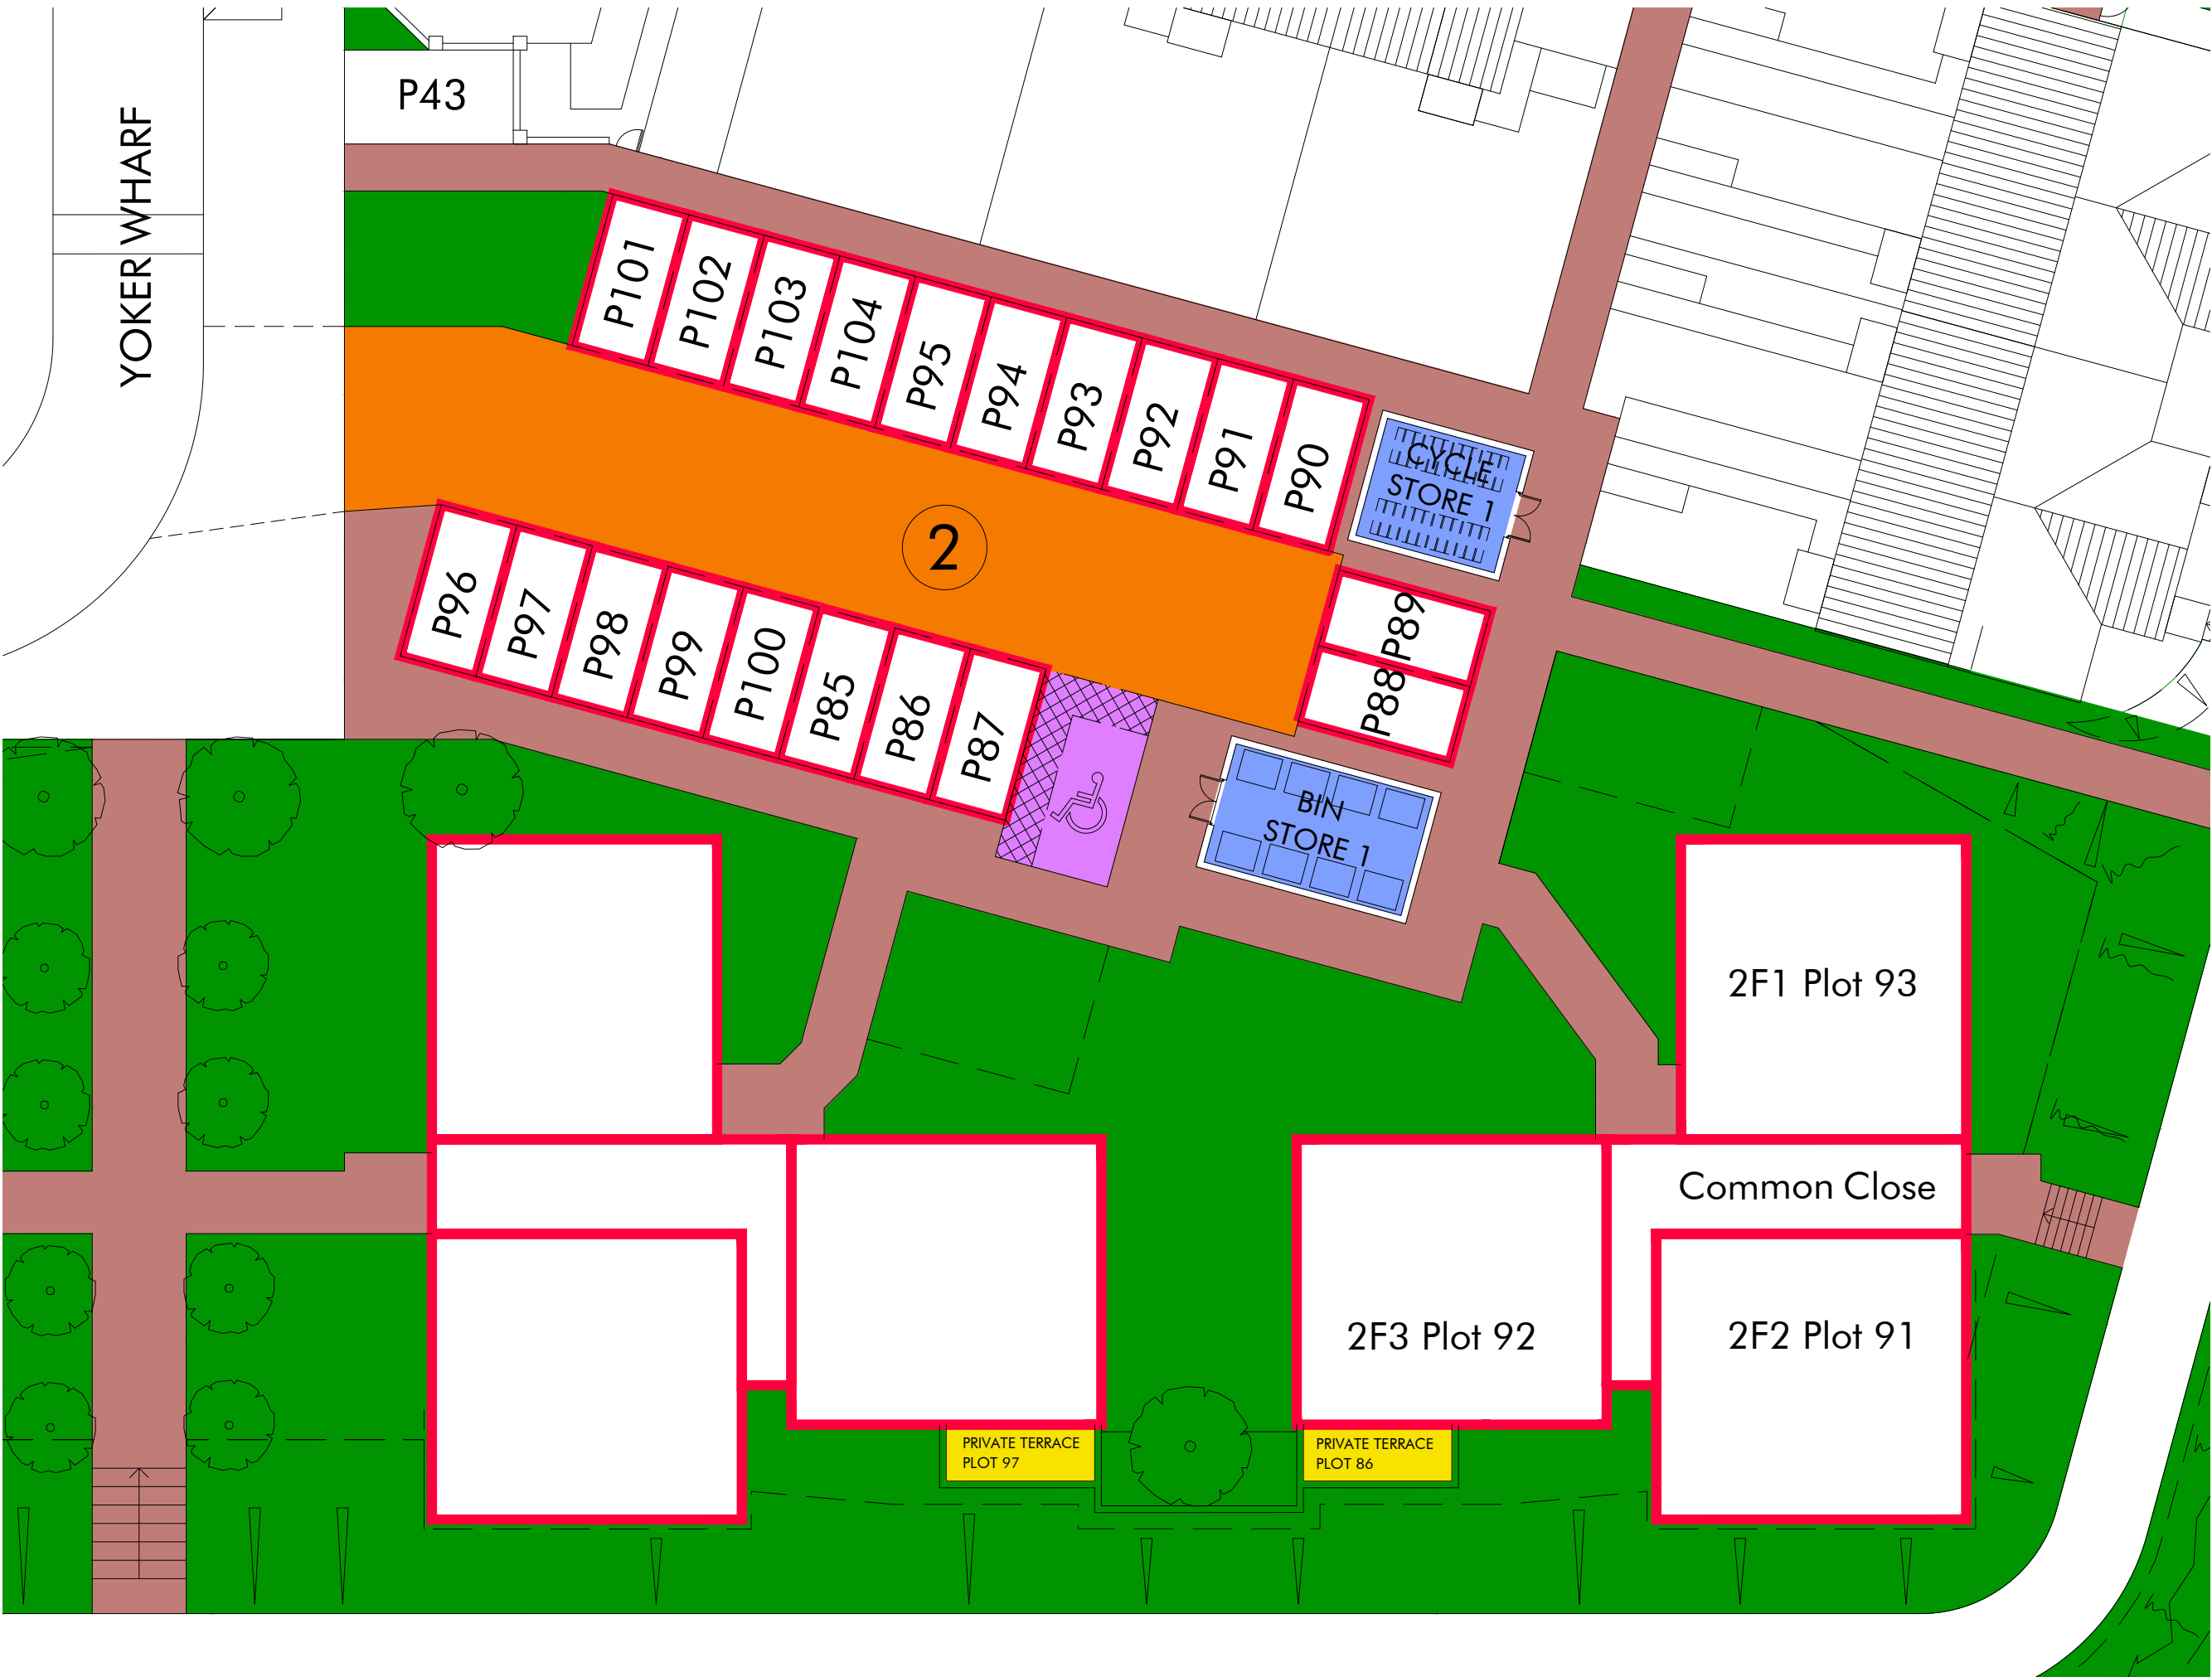 P43
YOKER WHARF
P101
P102
P103
P104
P95
P94
P93
P92
P91
P90
CYCLE
STORE 1
2
P96
P97
P98
P99
P100
P85
P86
P87
P89
P88
BIN
STORE 1
2F1 Plot 93
Common Close
2F3 Plot 92
2F2 Plot 91
PRIVATE TERRACE
PLOT 97
PRIVATE TERRACE
PLOT 86